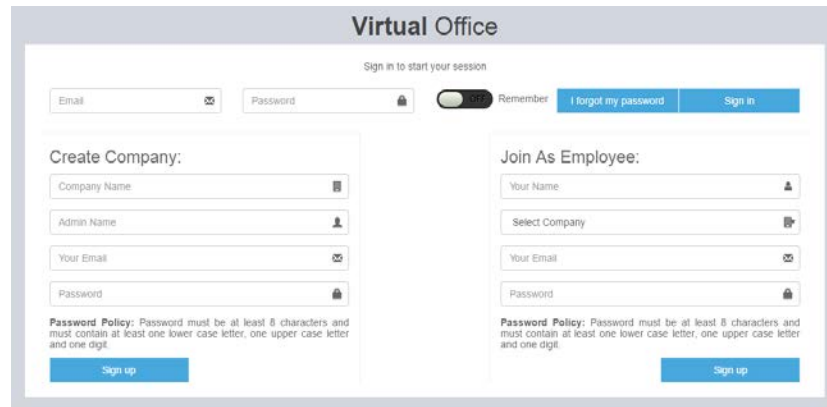 Virtual Office
Sign in to start your session
Email
Password
OFF
Remember
I forgot my password
Sign in
Create Company:
Company Name
Admin Name
Your Email
Password
Password Policy: Password must be at least 8 characters and
must contain at least one lower case letter, one upper case letter
and one digit.
Sign up
Join As Employee:
Your Name
Select Company
Your Email
Password
Password Policy: Password must be at least 8 characters and
must contain at least one lower case letter, one upper case letter
and one digit.
Sign up